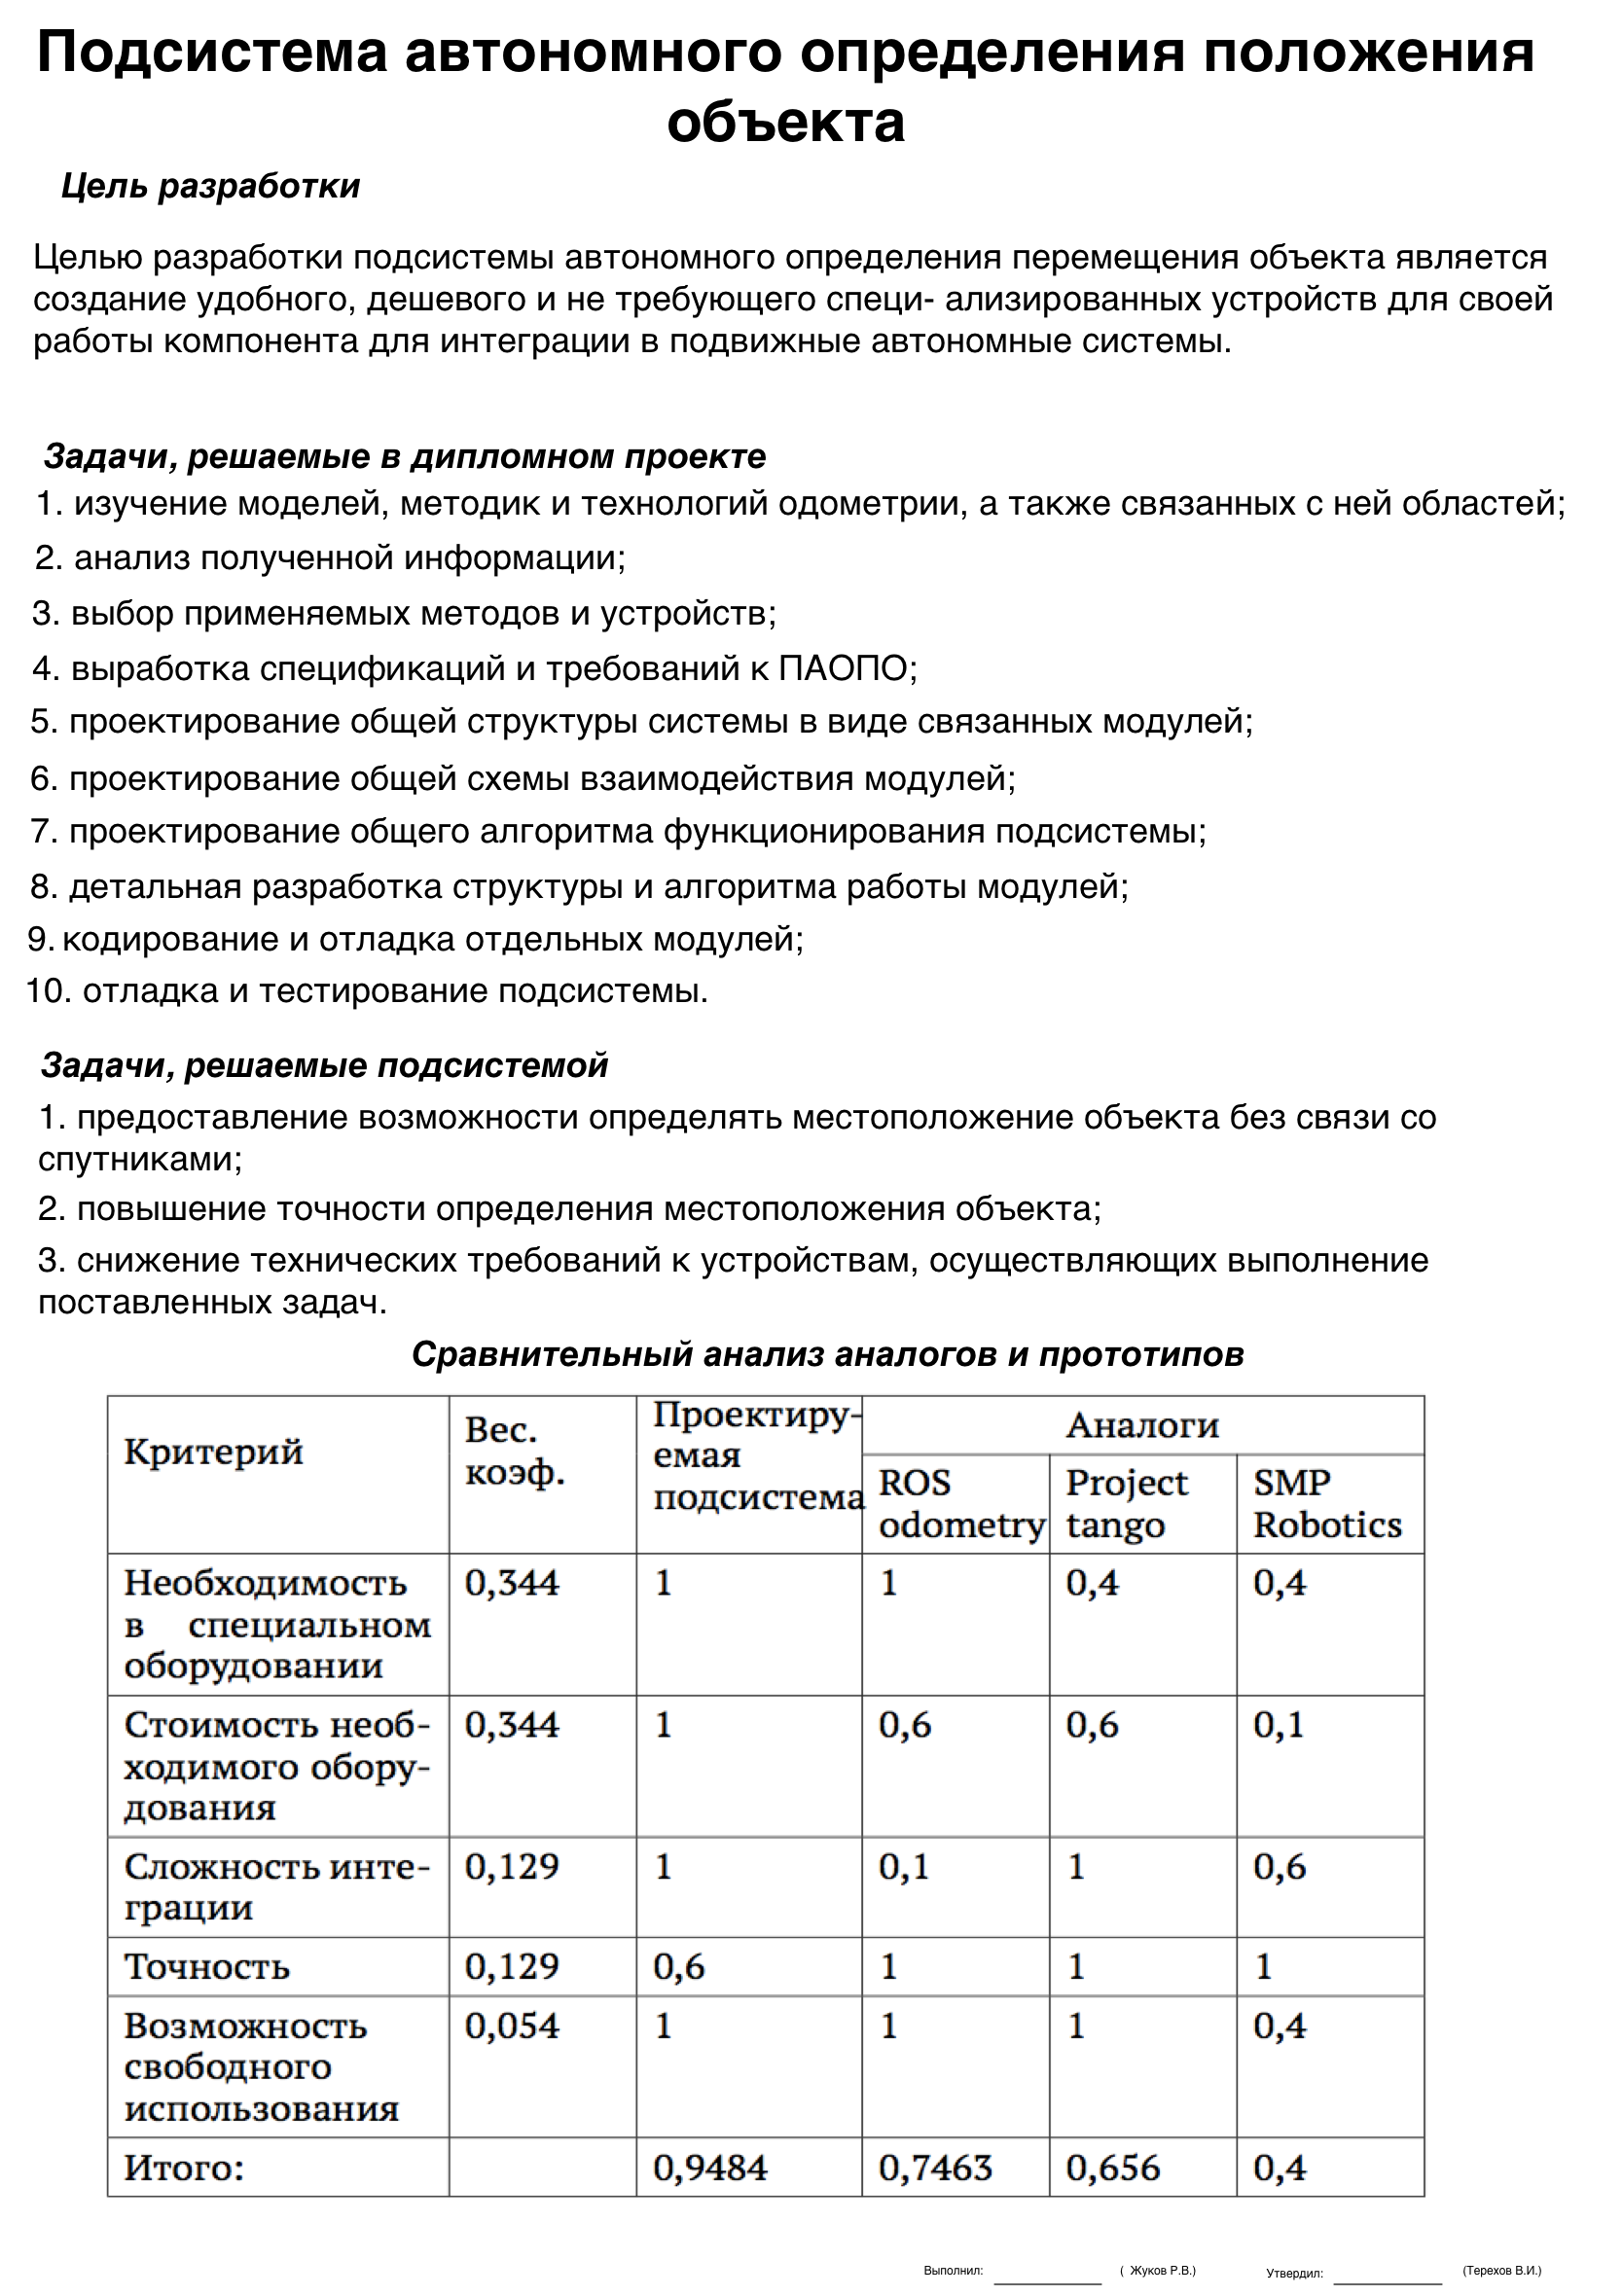 Подсистема автономного определения положения
объекта
Цель разработки
Целью разработки подсистемы автономного определения перемещения объекта является
создание удобного, дешевого и не требующего специ- ализированных устройств для своей
работы компонента для интеграции в подвижные автономные системы.
Задачи, решаемые в дипломном проекте
1. изучение моделей, методик и технологий одометрии, а также связанных с ней областей;
2. анализ полученной информации;
3. выбор применяемых методов и устройств;
4. выработка спецификаций и требований к ПАОПО;
5. проектирование общей структуры системы в виде связанных модулей;
6. проектирование общей схемы взаимодействия модулей;
7. проектирование общего алгоритма функционирования подсистемы;
8. детальная разработка структуры и алгоритма работы модулей;
9. кодирование и отладка отдельных модулей;
10. отладка и тестирование подсистемы.
Задачи, решаемые подсистемой
1. предоставление возможности определять местоположение объекта без связи со
спутниками;
2. повышение точности определения местоположения объекта;
3. снижение технических требований к устройствам, осуществляющих выполнение
поставленных задач.
Сравнительный анализ аналогов и прототипов
Критерий
Вес.
коэф.
Проектиру-
емая
подсистема
Аналоги
ROS
odometry
Project
tango
SMP
Robotics
Необходимость
в специальном
оборудовании
0,344 1 1 0,4 0,4
Стоимость необ-
ходимого обору-
дования
0,344 1 0,6 0,6 0,1
Сложность инте-
грации
0,129 1 0,1 1 0,6
Точность 0,129 0,6 1 1 1
Возможность
свободного
использования
0,054 1 1 1 0,4
Итого: 0,9484 0,7463 0,656 0,4
Выполнил: ( Жуков Р.В.) Утвердил: (Терехов В.И.)